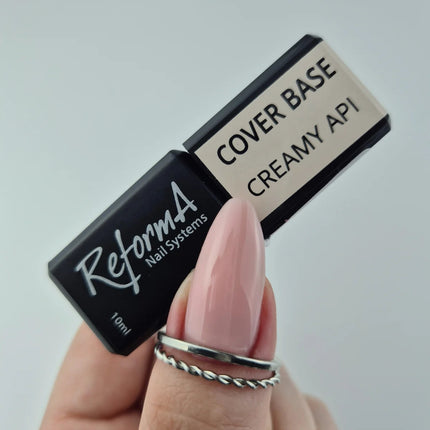 COVER BASE
CREAMY API
ReformA
Nail Systems
10ml